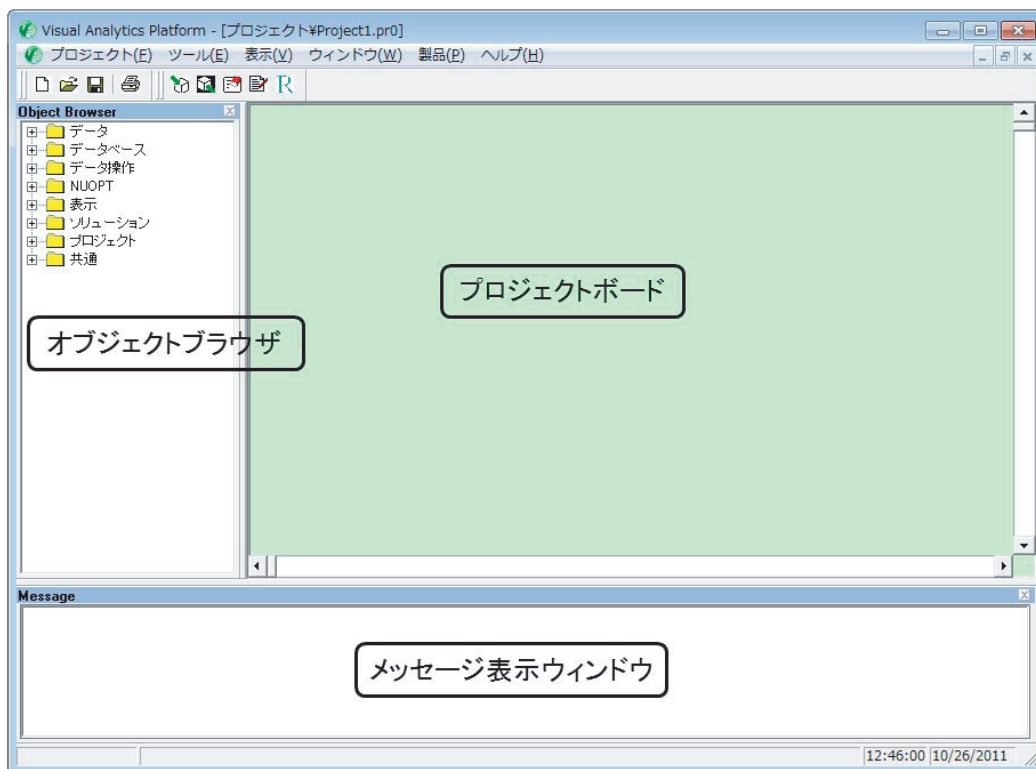 Visual Analytics Platform - [プロジェクト¥Project1.pr0]
プロジェクト(F) ツール(E) 表示(V) ウィンドウ(W) 製品(P) ヘルプ(H)
R
Object Browser
データ
データベース
データ操作
NUOPT
表示
ソリューション
プロジェクト
共通
プロジェクトボード
オブジェクトブラウザ
Message
メッセージ表示ウィンドウ
12:46:00 10/26/2011